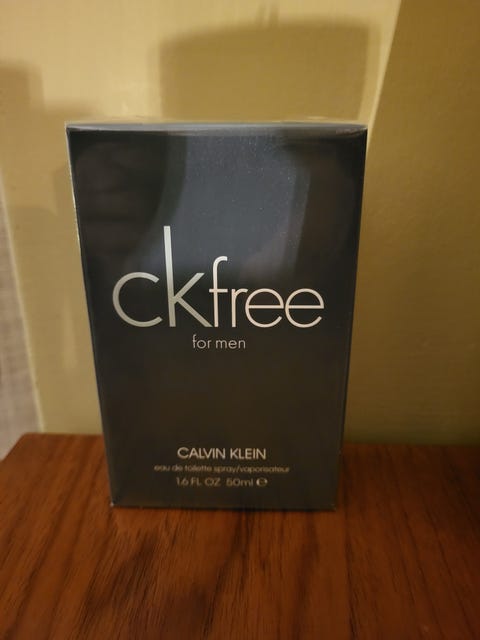 ckfree
for men
CALVIN KLEIN
eau de toilette spray/vaporisateur
1.6 FL OZ 50ml ℮